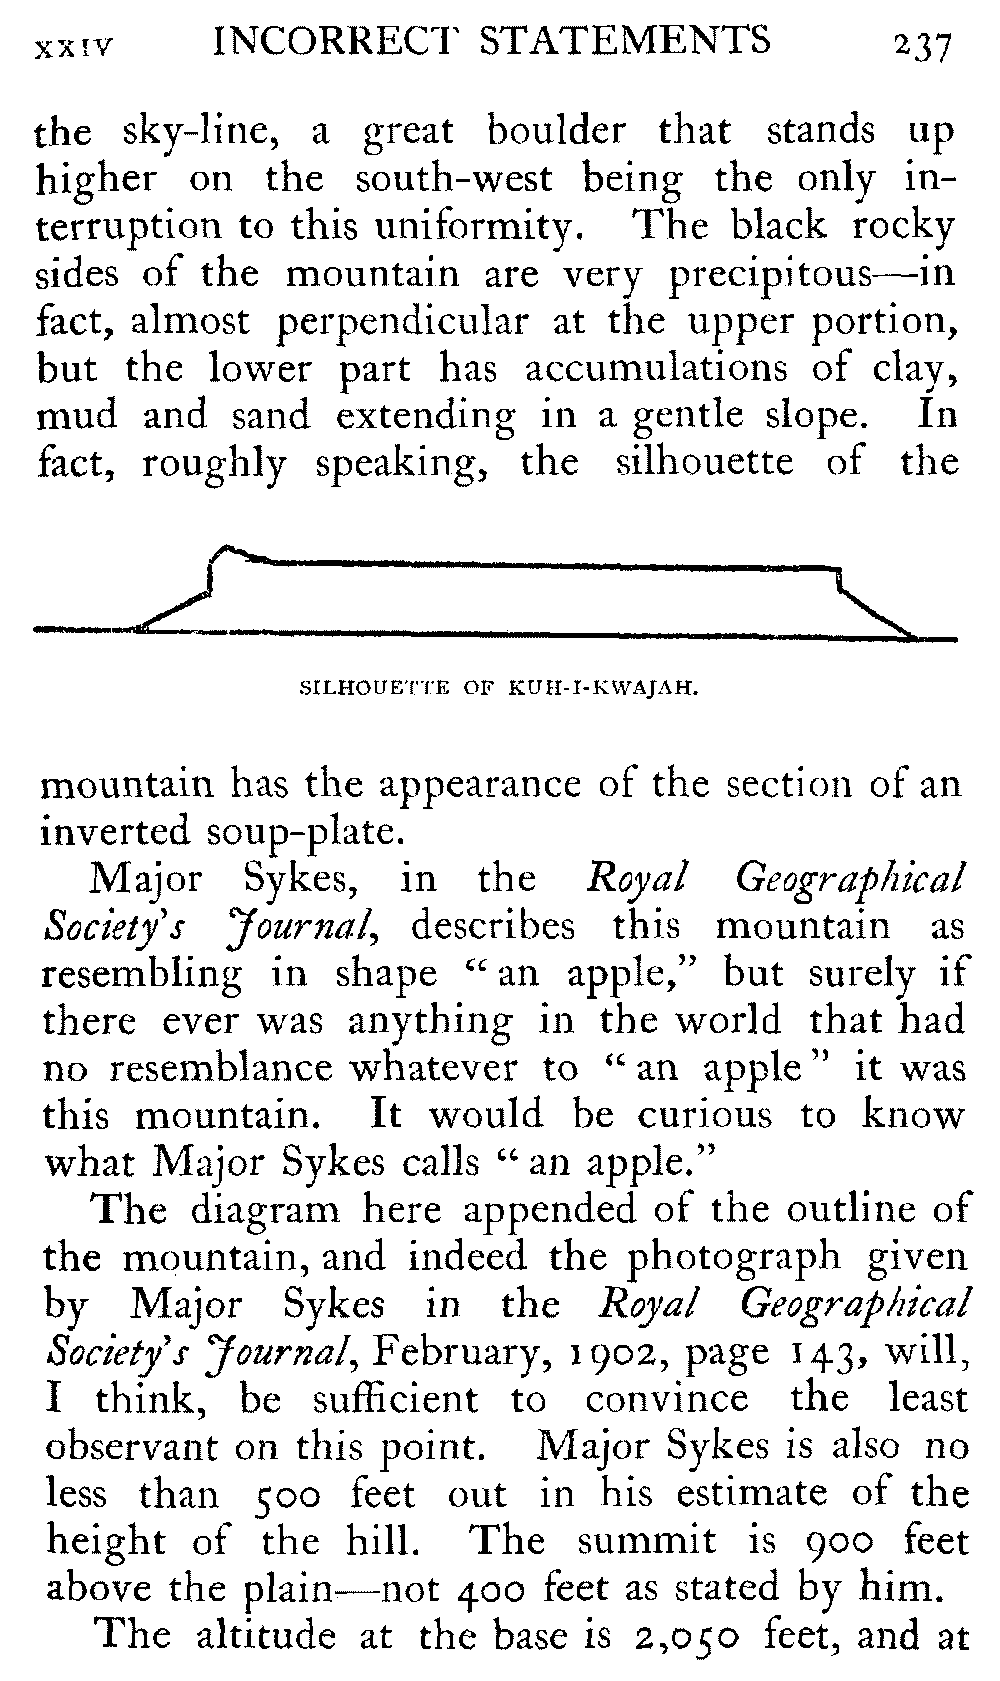 xxiv INCORRECT STATEMENTS 237
the sky-line, a great boulder that stands up
higher on the south-west being the only in-
terruption to this uniformity. The black rocky
sides of the mountain are very precipitous—in
fact, almost perpendicular at the upper portion,
but the lower part has accumulations of clay,
mud and sand extending in a gentle slope. In
fact, roughly speaking, the silhouette of the
SILHOUETTE OF KUH-I-KWAJAH.
mountain has the appearance of the section of an
inverted soup-plate.
Major Sykes, in the Royal Geographical
Society's Journal, describes this mountain as
resembling in shape “an apple,” but surely if
there ever was anything in the world that had
no resemblance whatever to “an apple” it was
this mountain. It would be curious to know
what Major Sykes calls “an apple.”
The diagram here appended of the outline of
the mountain, and indeed the photograph given
by Major Sykes in the Royal Geographical
Society's Journal, February, 1902, page 143, will,
I think, be sufficient to convince the least
observant on this point. Major Sykes is also no
less than 500 feet out in his estimate of the
height of the hill. The summit is 900 feet
above the plain—not 400 feet as stated by him.
The altitude at the base is 2,050 feet, and at